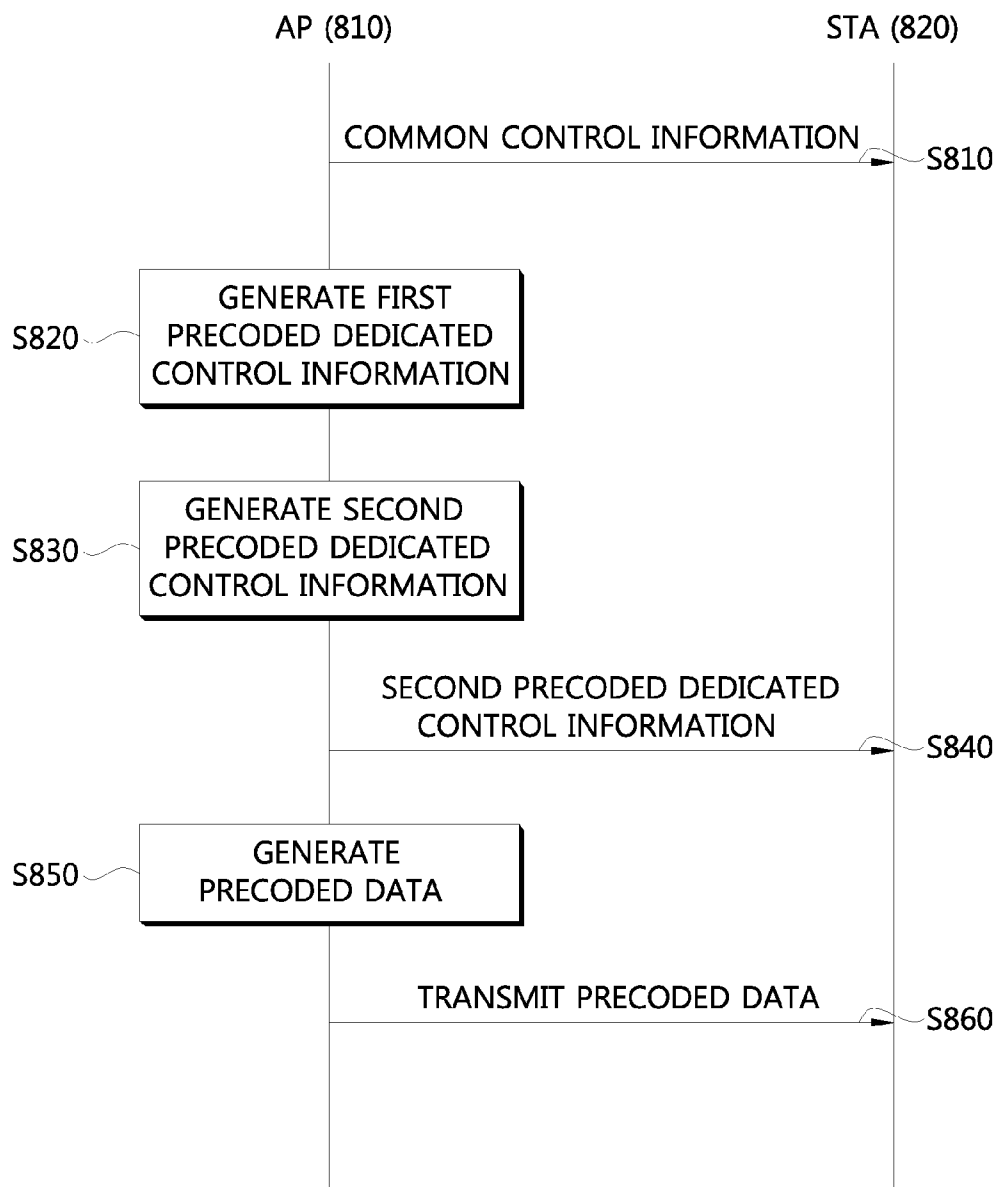 AP (810)
STA (820)
COMMON CONTROL INFORMATION
S810
GENERATE FIRST
PRECODED DEDICATED
CONTROL INFORMATION
S820
GENERATE SECOND
PRECODED DEDICATED
CONTROL INFORMATION
S830
SECOND PRECODED DEDICATED
CONTROL INFORMATION
S840
GENERATE
PRECODED DATA
S850
TRANSMIT PRECODED DATA
S860